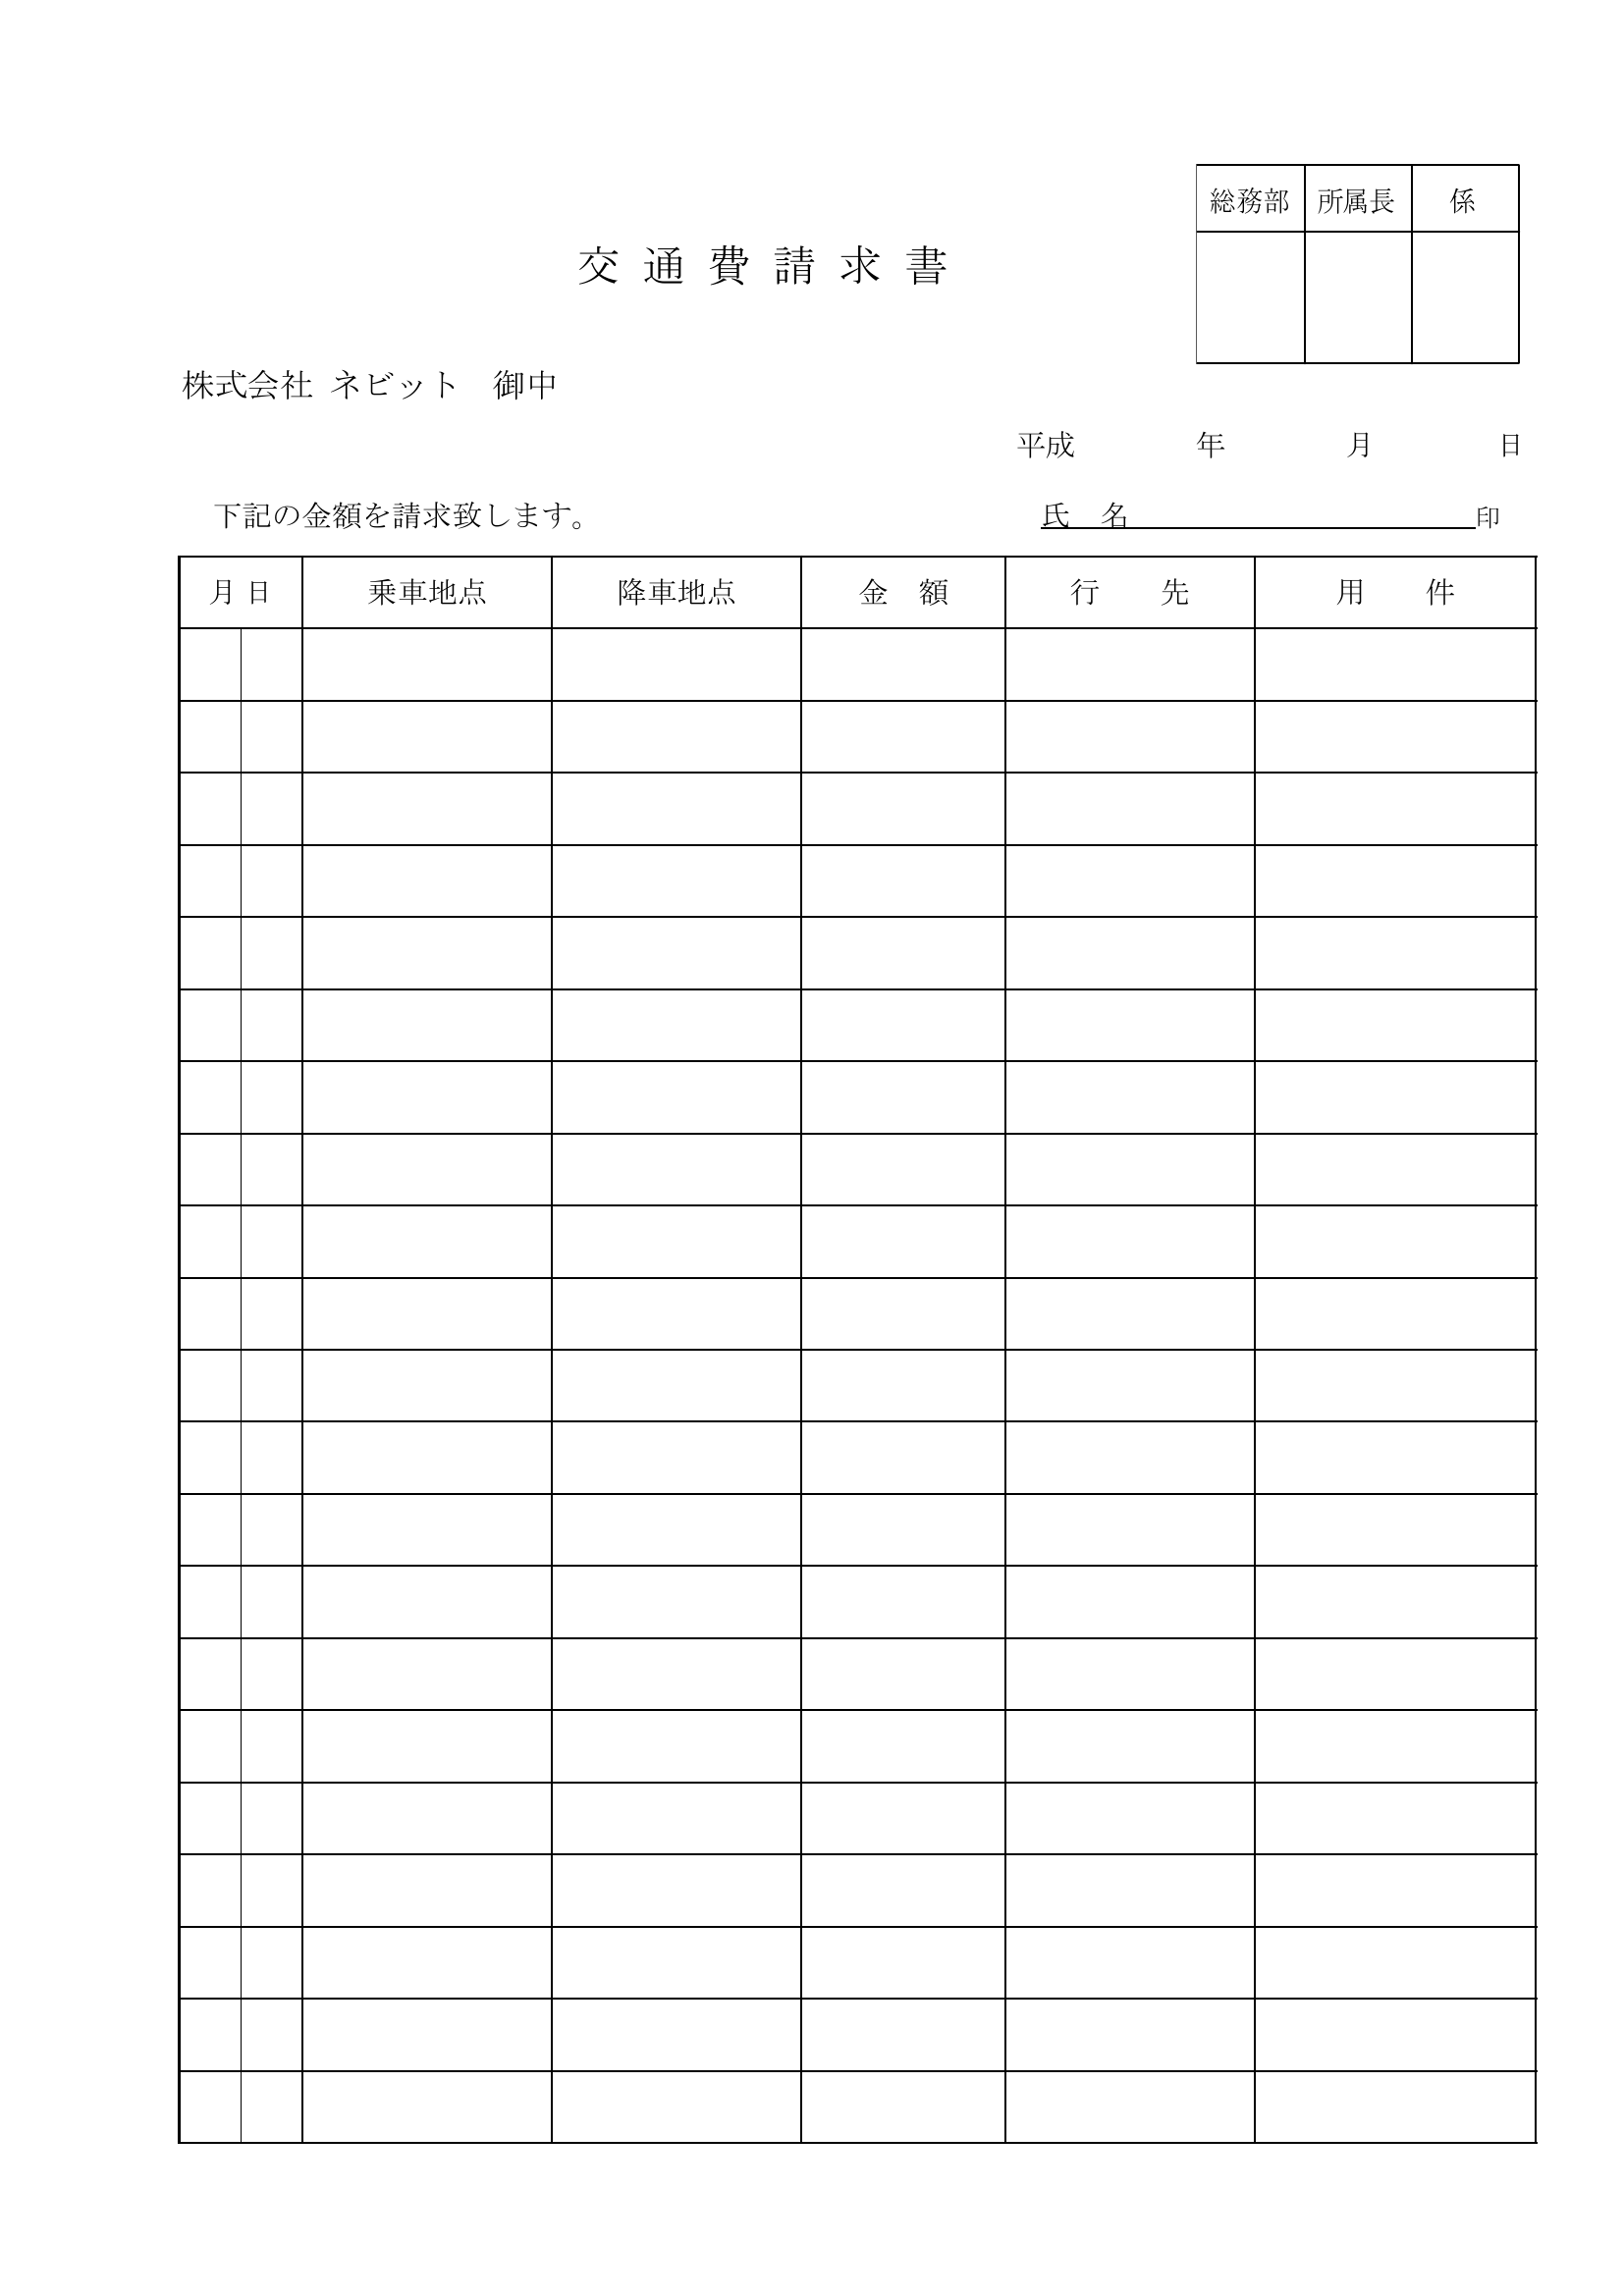 総務部 所属長 係
交 通 費 請 求 書
株式会社 ネビット　御中
平成　　　　年　　　　月　　　　日
下記の金額を請求致します。
氏　名　　　　　　　　　　　印
月 日 乗車地点 降車地点 金　額 行　　先 用　　件